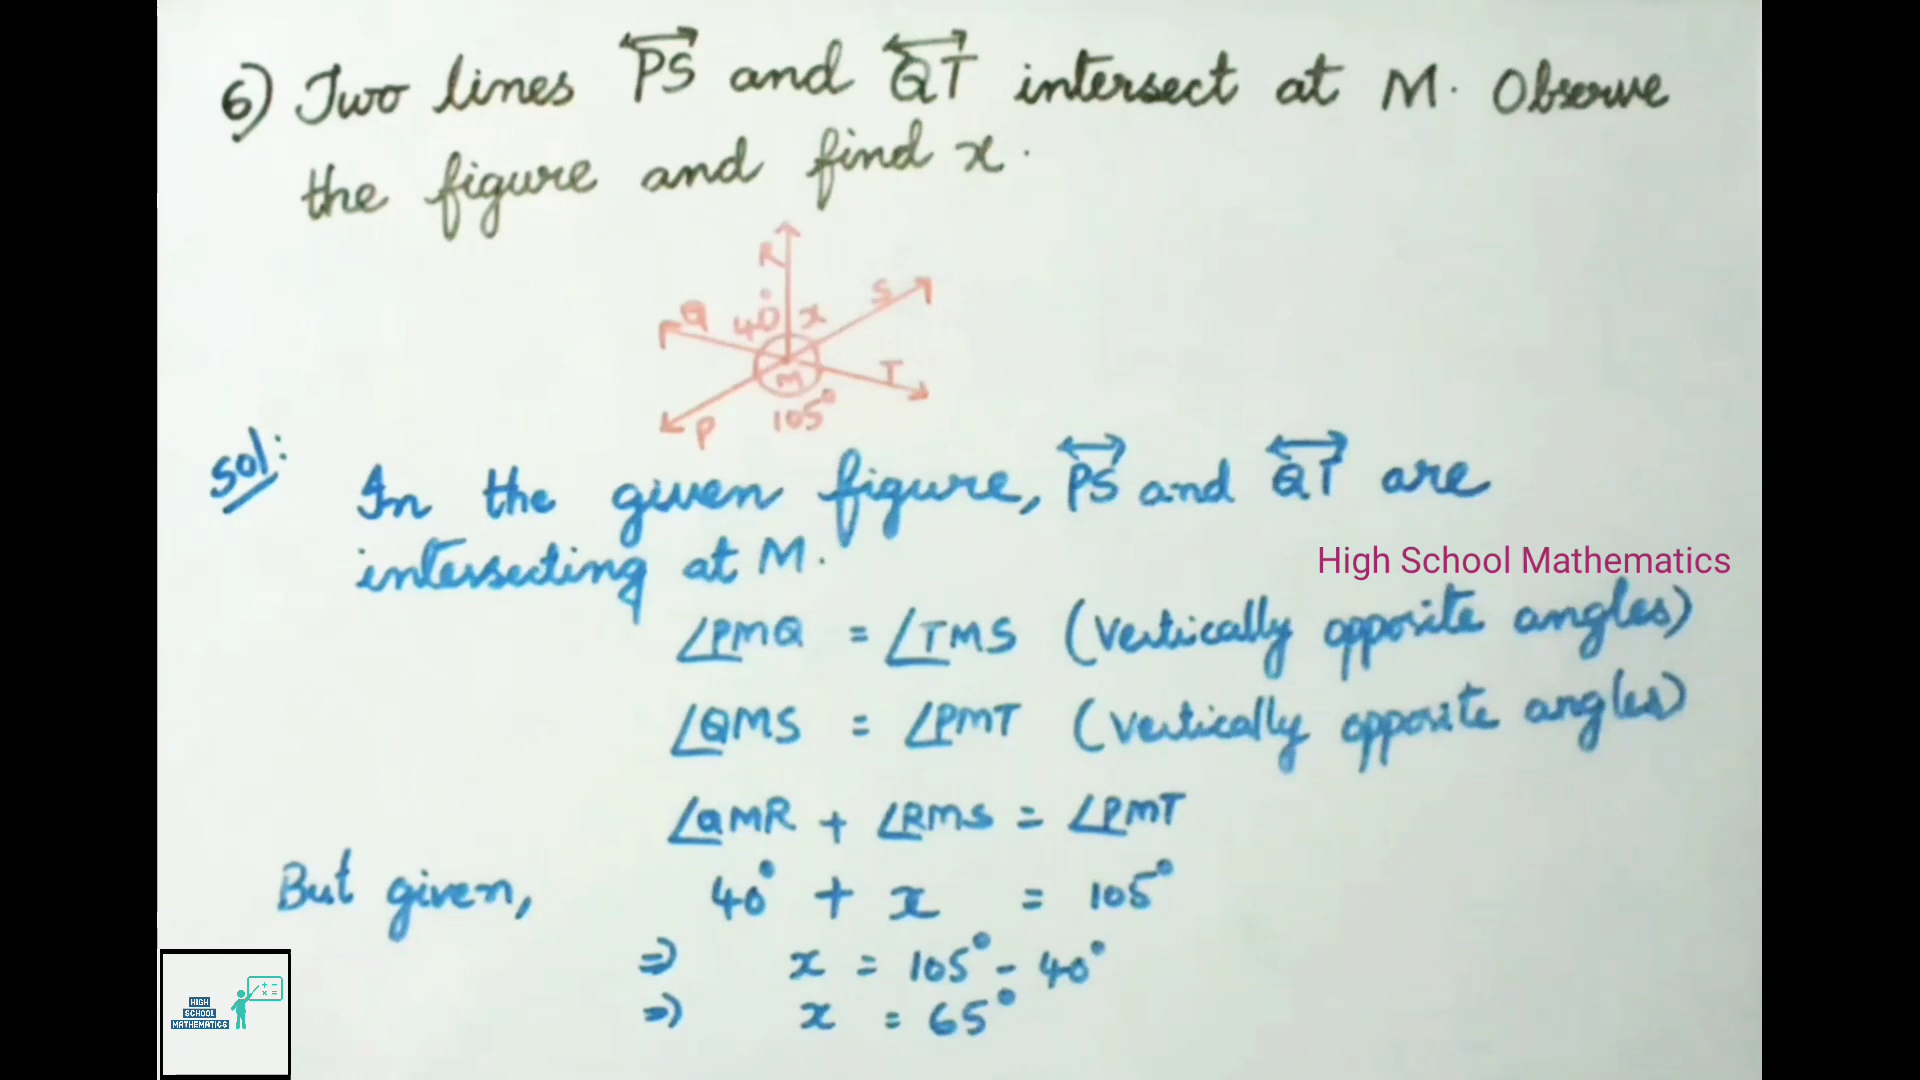 6) Two lines PS and QT intersect at M. Observe
the figure and find x.
R
S
Q 40° x
T
M
105°
P
Sol:
In the given figure, PS and QT are
intersecting at M.
High School Mathematics
∠PMQ = ∠TMS (Vertically opposite angles)
∠QMS = ∠PMT (Vertically opposite angles)
∠QMR + ∠RMS = ∠PMT
But given, 40° + x = 105°
⇒ x = 105° - 40°
⇒ x = 65°
HIGH
SCHOOL
MATHEMATICS
+ -
× =